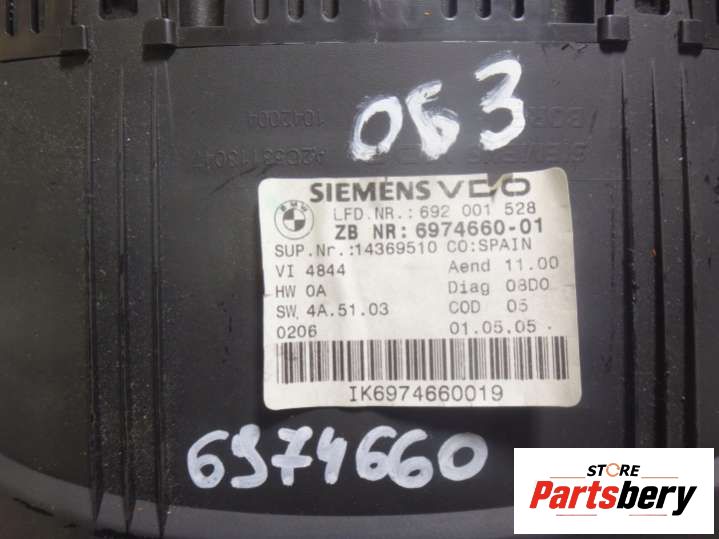 063
SIEMENS VDO
BMW
LFD.NR.:692 001 528
ZB NR: 6974660-01
SUP.Nr.:14369510 CO:SPAIN
VI 4844 Aend 11.00
HW 0A Diag 08D0
SW. 4A.51.03 COD 05
0206 01.05.05
IK6974660019
6974660
STORE
Partsbery